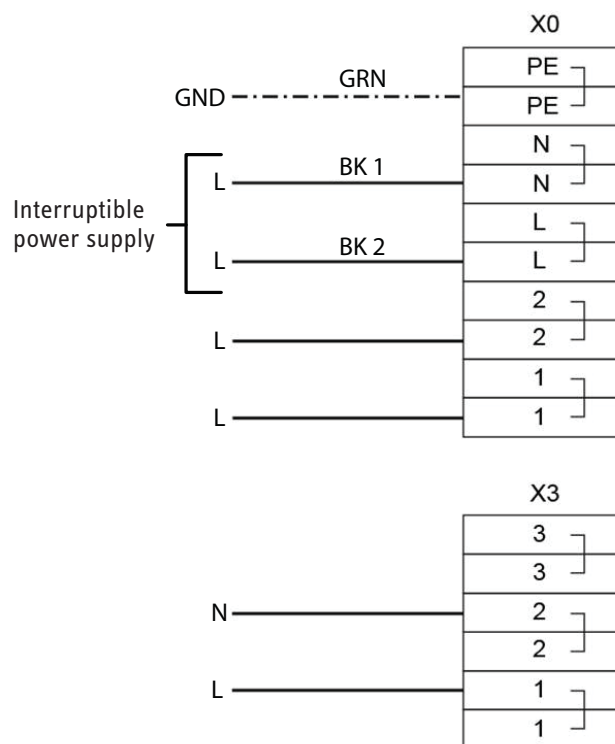 X0
PE
GRN
GND
PE
N
BK 1
L
N
Interruptible
power supply
L
BK 2
L
L
2
L
2
1
L
1
X3
3
3
N
2
2
L
1
1